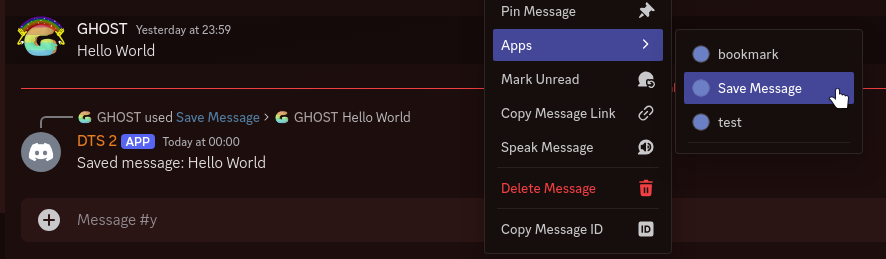 GHOST Yesterday at 23:59
Hello World
GHOST used Save Message > GHOST Hello World
DTS 2 APP Today at 00:00
Saved message: Hello World
Message #y
Pin Message
Apps
Mark Unread
Copy Message Link
Speak Message
Delete Message
Copy Message ID
ID
bookmark
Save Message
test